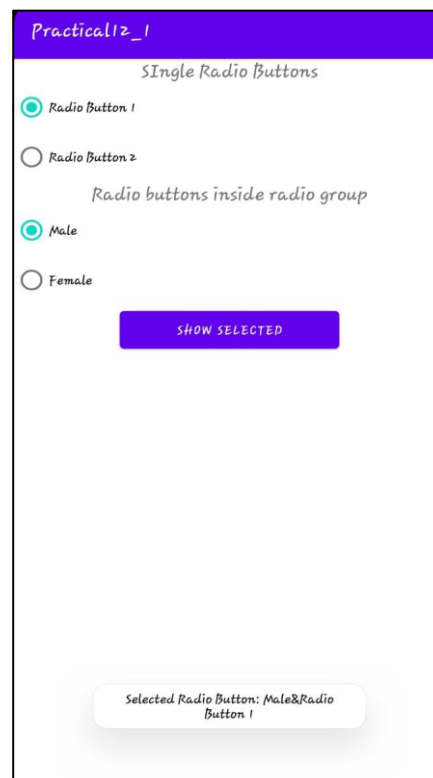 Practical12_1
SIngle Radio Buttons
Radio Button 1
Radio Button 2
Radio buttons inside radio group
Male
Female
SHOW SELECTED
Selected Radio Button: Male&Radio
Button 1